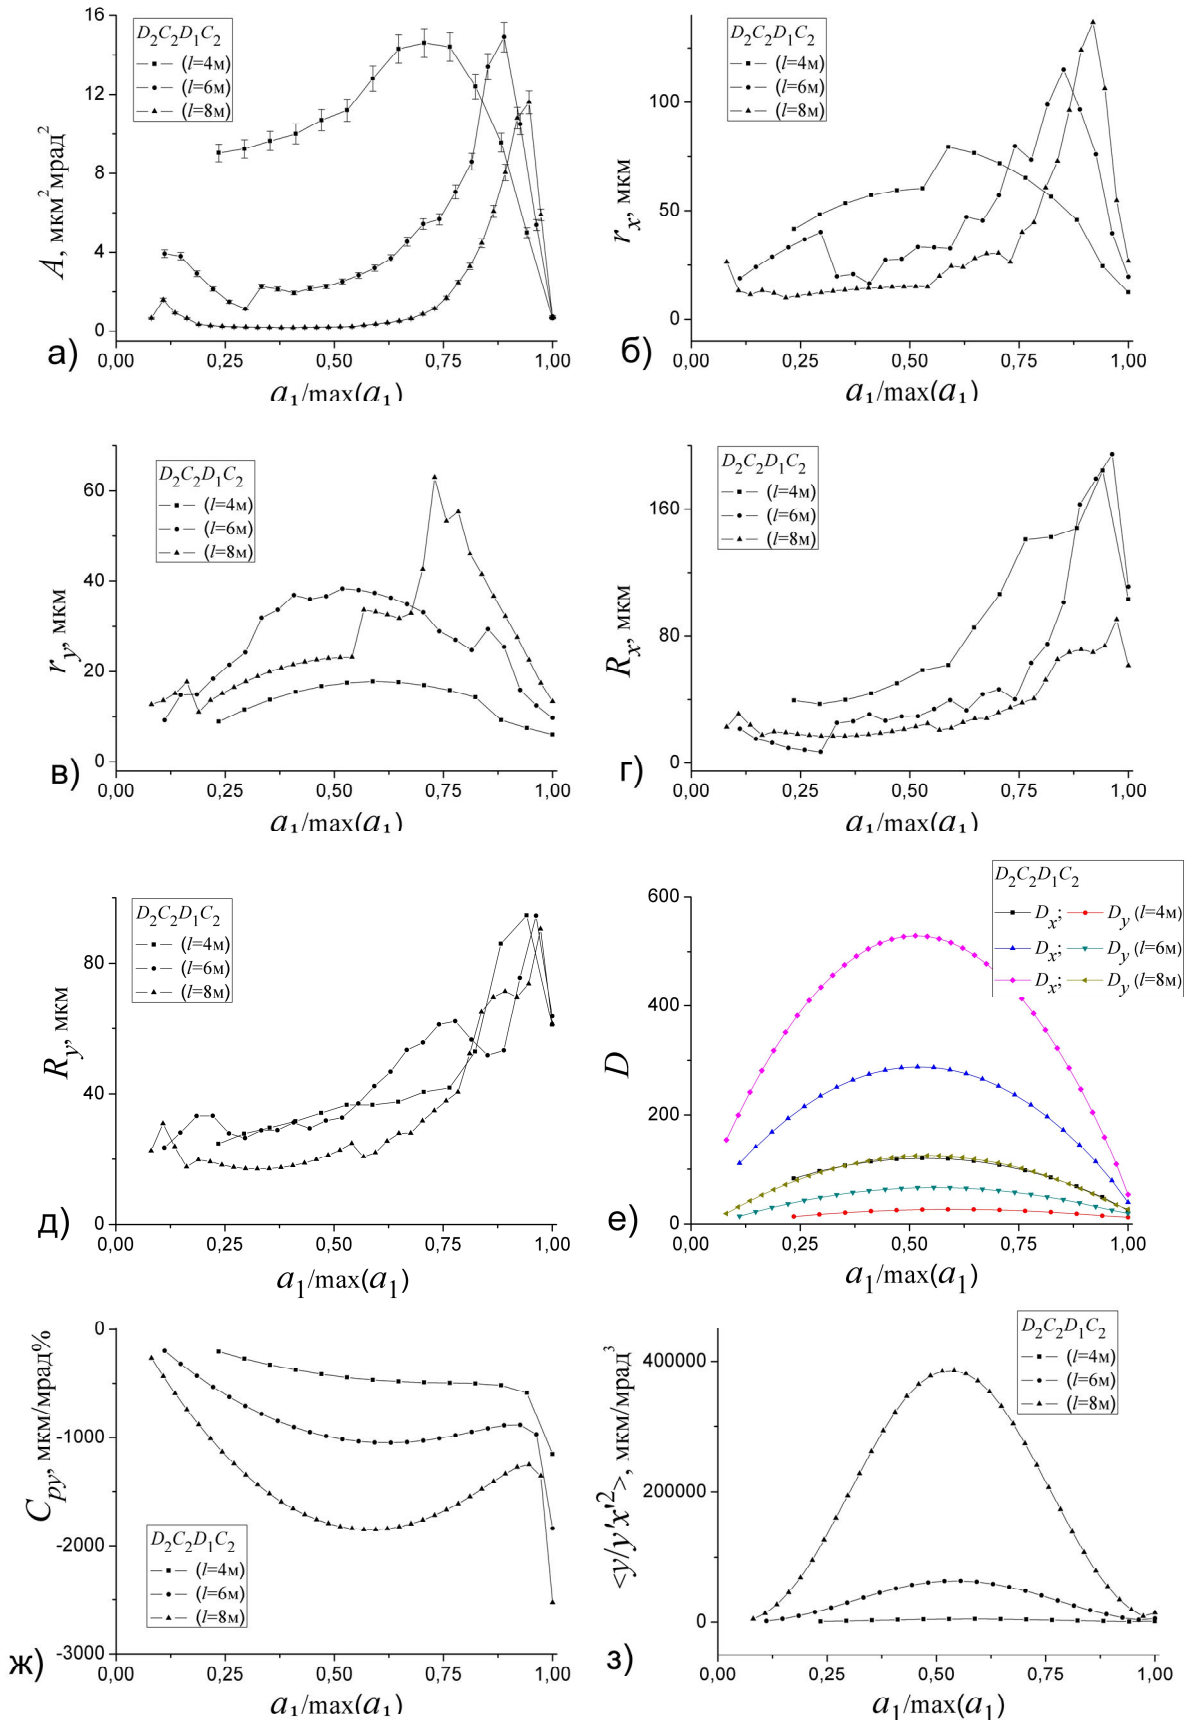 D₂C₂D₁C₂
(l=4м)
(l=6м)
(l=8м)
A, мкм²мрад²
16
12
8
4
0
0,00 0,25 0,50 0,75 1,00
a₁/max(a₁)
а)
D₂C₂D₁C₂
(l=4м)
(l=6м)
(l=8м)
rₓ, мкм
100
50
0
0,00 0,25 0,50 0,75 1,00
a₁/max(a₁)
б)
D₂C₂D₁C₂
(l=4м)
(l=6м)
(l=8м)
r_y, мкм
60
40
20
0
0,00 0,25 0,50 0,75 1,00
a₁/max(a₁)
в)
D₂C₂D₁C₂
(l=4м)
(l=6м)
(l=8м)
Rₓ, мкм
160
80
0
0,00 0,25 0,50 0,75 1,00
a₁/max(a₁)
г)
D₂C₂D₁C₂
(l=4м)
(l=6м)
(l=8м)
R_y, мкм
80
40
0
0,00 0,25 0,50 0,75 1,00
a₁/max(a₁)
д)
D₂C₂D₁C₂
Dₓ; D_y (l=4м)
Dₓ; D_y (l=6м)
Dₓ; D_y (l=8м)
D
600
400
200
0
0,00 0,25 0,50 0,75 1,00
a₁/max(a₁)
е)
D₂C₂D₁C₂
(l=4м)
(l=6м)
(l=8м)
C_py, мкм/мрад%
0
-1000
-2000
-3000
0,00 0,25 0,50 0,75 1,00
a₁/max(a₁)
ж)
D₂C₂D₁C₂
(l=4м)
(l=6м)
(l=8м)
<y/y'x'²>, мкм/мрад³
400000
200000
0
0,00 0,25 0,50 0,75 1,00
a₁/max(a₁)
з)